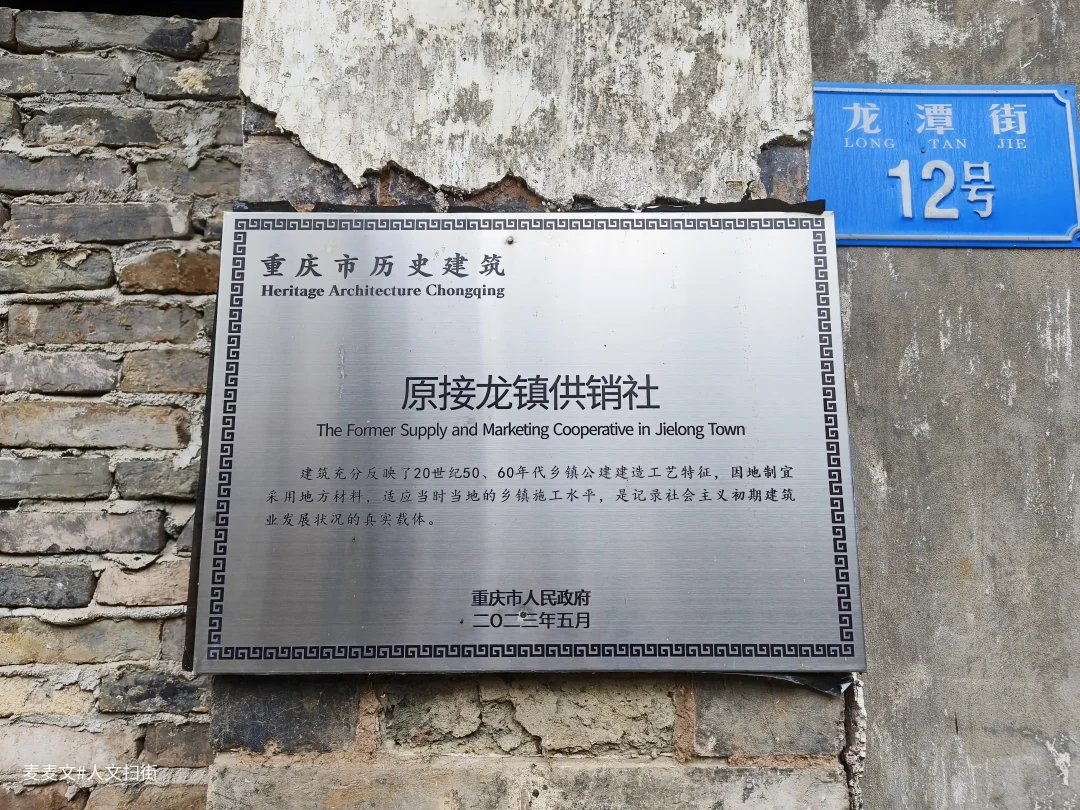 龙潭街
LONG TAN JIE
12号
重庆市历史建筑
Heritage Architecture Chongqing
原接龙镇供销社
The Former Supply and Marketing Cooperative in Jielong Town
建筑充分反映了20世纪50、60年代乡镇公建建造工艺特征，因地制宜
采用地方材料，适应当时当地的乡镇施工水平，是记录社会主义初期建筑
业发展状况的真实载体。
重庆市人民政府
二〇二三年五月
麦麦文#人文扫街